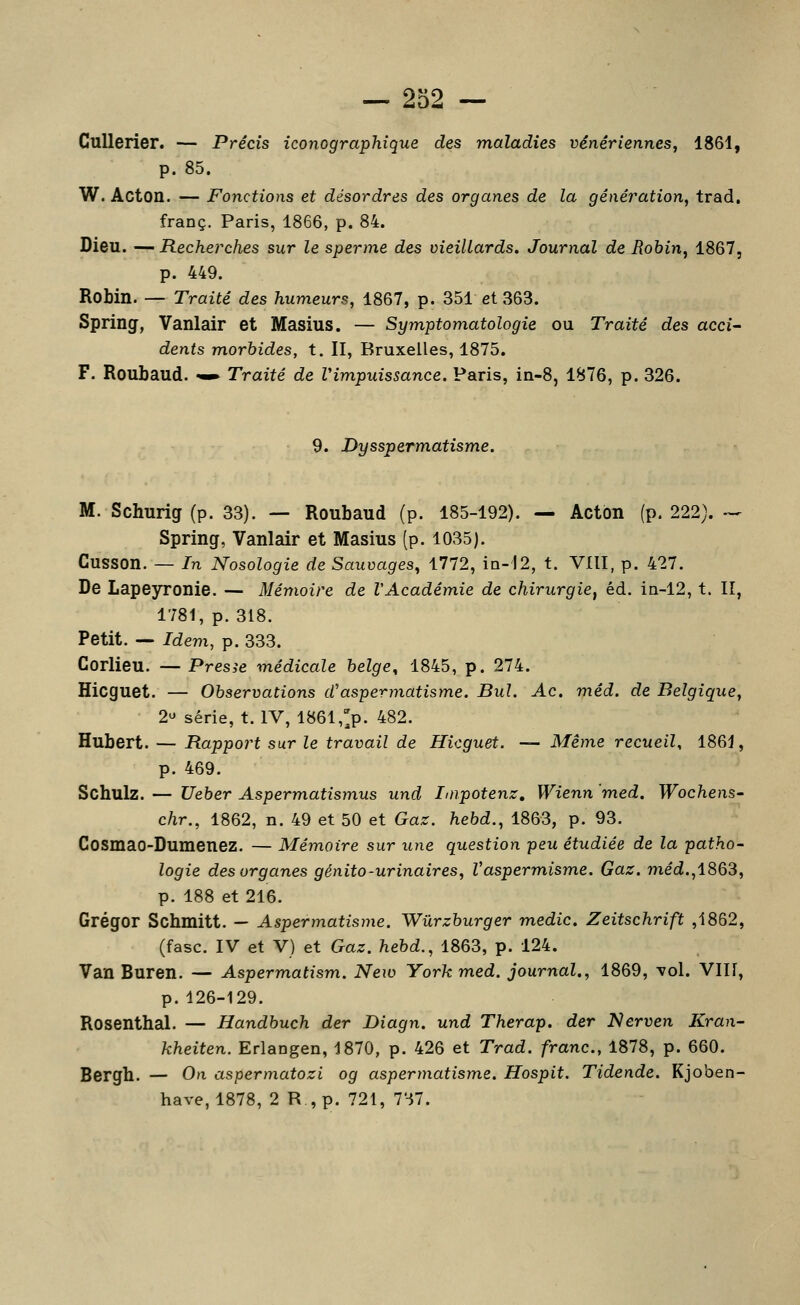 — 252 —
Cullerier. — Précis iconographique des maladies vénériennes, 1861,
p. 85.
W. Acton. — Fonctions et désordres des organes de la génération, trad.
franç. Paris, 1866, p. 84.
Dieu. — Recherches sur le sperme des vieillards. Journal de Robin, 1867,
p. 449.
Robin. — Traité des humeurs, 1867, p. 351 et 363.
Spring, Vanlair et Masius. — Symptomatologie ou Traité des acci-
dents morbides, t. II, Bruxelles, 1875.
F. Roubaud. — Traité de l'impuissance. Paris, in-8, 1876, p. 326.
9. Dysspermatisme.
M. Schurig (p. 33). — Roubaud (p. 185-192). — Acton (p. 222). —
Spring, Vanlair et Masius (p. 1035).
Cusson. — In Nosologie de Sauvages, 1772, in-12, t. VIII, p. 427.
De Lapeyronie. — Mémoire de l'Académie de chirurgie, éd. in-12, t. II,
1781, p. 318.
Petit. — Idem, p. 333.
Corlieu. — Presse médicale belge, 1845, p. 274.
Hicguet. — Observations d'aspermatisme. Bul. Ac. méd. de Belgique,
2e série, t. IV, 1861, p. 482.
Hubert. — Rapport sur le travail de Hicguet. — Même recueil, 1861,
p. 469.
Schulz. — Ueber Aspermatismus und Impotenz. Wienn med. Wochens-
chr., 1862, n. 49 et 50 et Gaz. hebd., 1863, p. 93.
Cosmao-Dumenez. — Mémoire sur une question peu étudiée de la patho-
logie des organes génito-urinaires, l'aspermisme. Gaz. méd.,1863,
p. 188 et 216.
Grégor Schmitt. — Aspermatisme. Würzburger medic. Zeitschrift ,1862,
(fasc. IV et V) et Gaz. hebd., 1863, p. 124.
Van Buren. — Aspermatism. New York med. journal., 1869, vol. VIII,
p. 126-129.
Rosenthal. — Handbuch der Diagn. und Therap. der Nerven Kran-
kheiten. Erlangen, 1870, p. 426 et Trad. franc., 1878, p. 660.
Bergh. — On aspermatozi og aspermatisme. Hospit. Tidende. Kjoben-
have, 1878, 2 R., p. 721, 737.